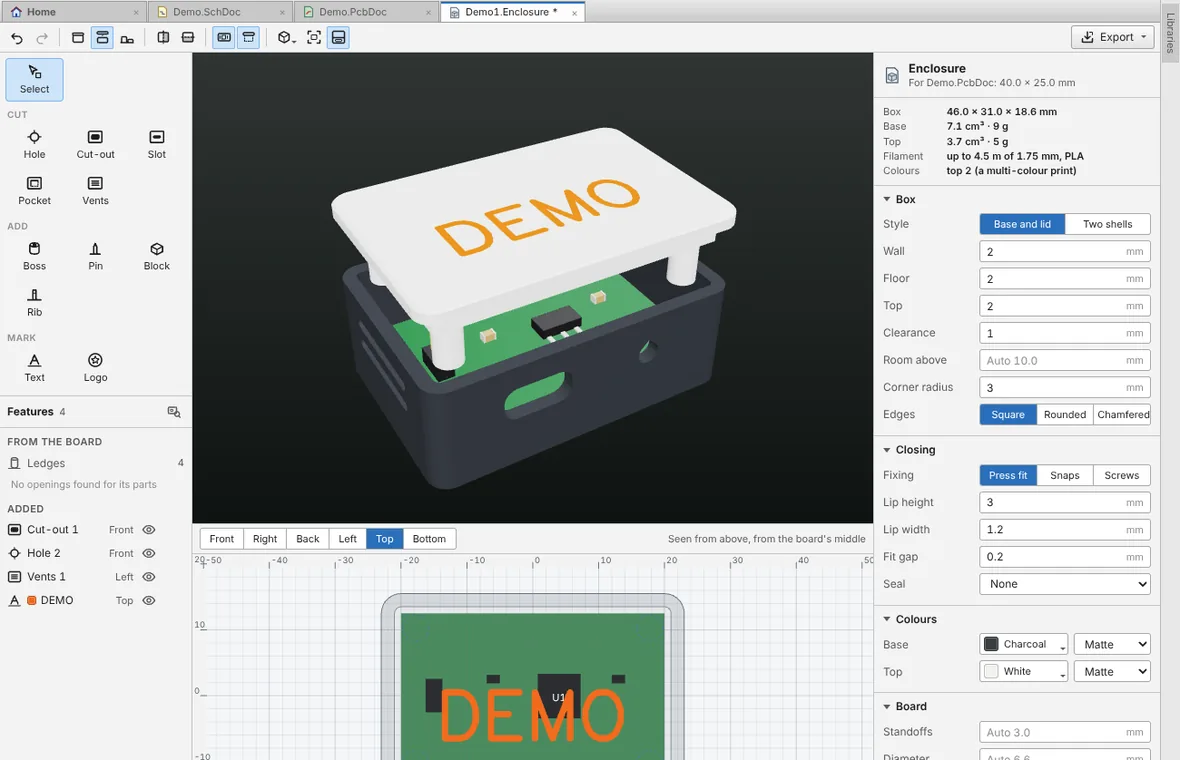 Home
Demo.SchDoc
Demo.PcbDoc
Demo1.Enclosure *
Libraries
Export
Select
CUT
Hole
Cut-out
Slot
Pocket
Vents
ADD
Boss
Pin
Block
Rib
MARK
Text
Logo
Features 4
FROM THE BOARD
Ledges 4
No openings found for its parts
ADDED
Cut-out 1 Front
Hole 2 Front
Vents 1 Left
DEMO Top
DEMO
Front Right Back Left Top Bottom
Seen from above, from the board's middle
20 -50 -40 -30 -20 -10 0 10 20 30 40 50
10
0
-10
U1
DEMO
Enclosure
For Demo.PcbDoc: 40.0 × 25.0 mm
Box 46.0 × 31.0 × 18.6 mm
Base 7.1 cm³ · 9 g
Top 3.7 cm³ · 5 g
Filament up to 4.5 m of 1.75 mm, PLA
Colours top 2 (a multi-colour print)
Box
Style Base and lid Two shells
Wall 2 mm
Floor 2 mm
Top 2 mm
Clearance 1 mm
Room above Auto 10.0 mm
Corner radius 3 mm
Edges Square Rounded Chamfered
Closing
Fixing Press fit Snaps Screws
Lip height 3 mm
Lip width 1.2 mm
Fit gap 0.2 mm
Seal None
Colours
Base Charcoal Matte
Top White Matte
Board
Standoffs Auto 3.0 mm
Diameter Auto 6.6 mm